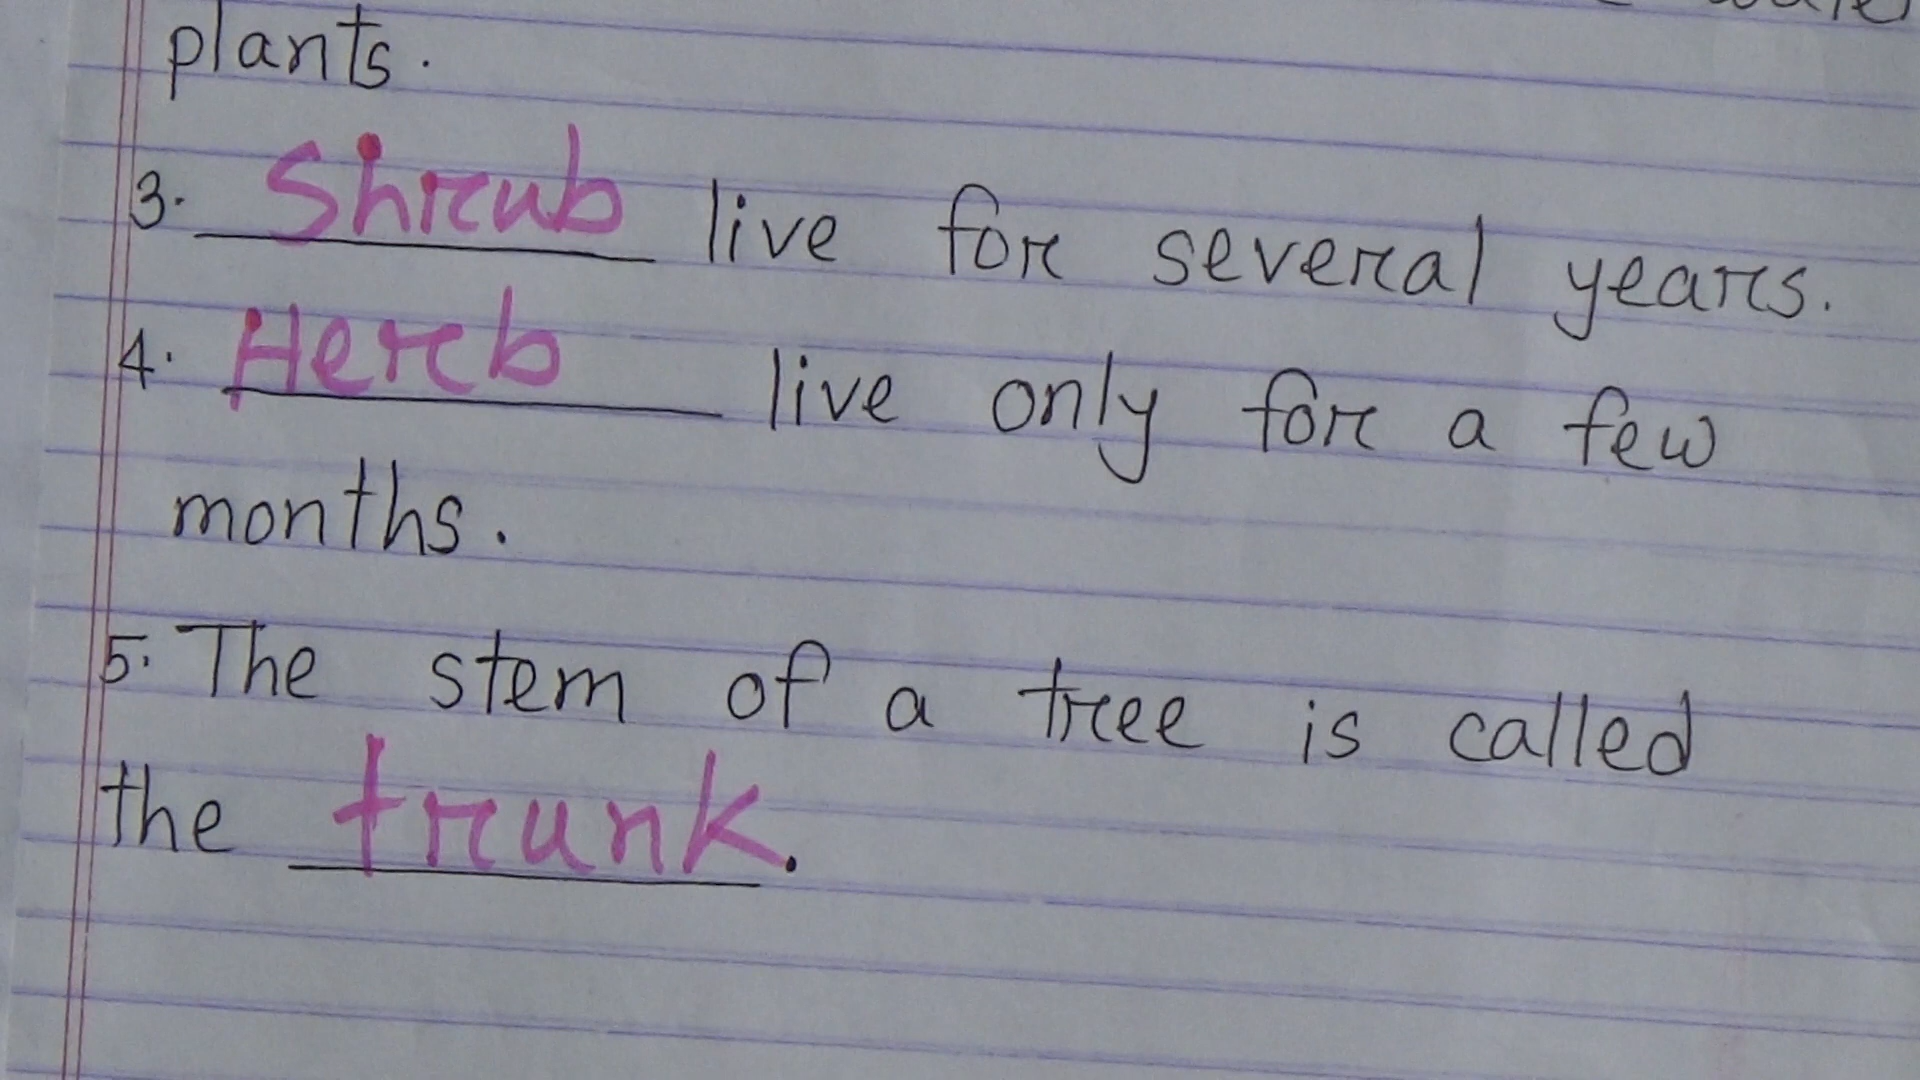 plants.
3. Shrub live for several years.
4. Herb live only for a few
months.
5. The stem of a tree is called
the trunk.